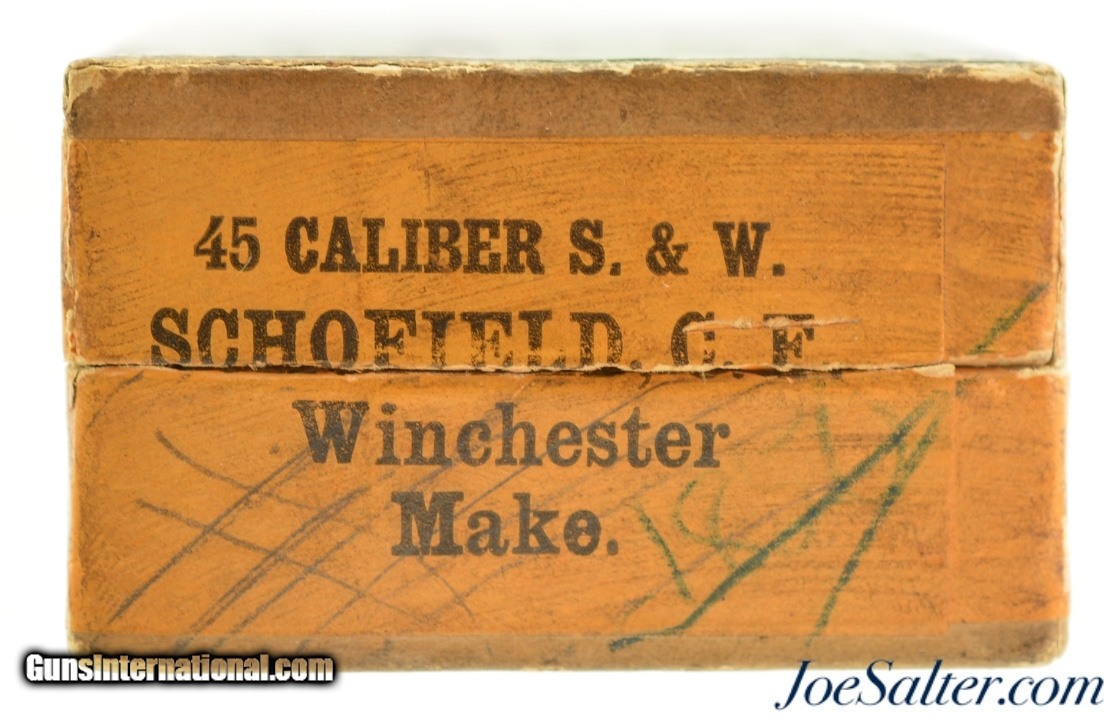 45 CALIBER S. & W.
SCHOFIELD, C. F.
Winchester
Make.
GunsInternational.com
JoeSalter.com